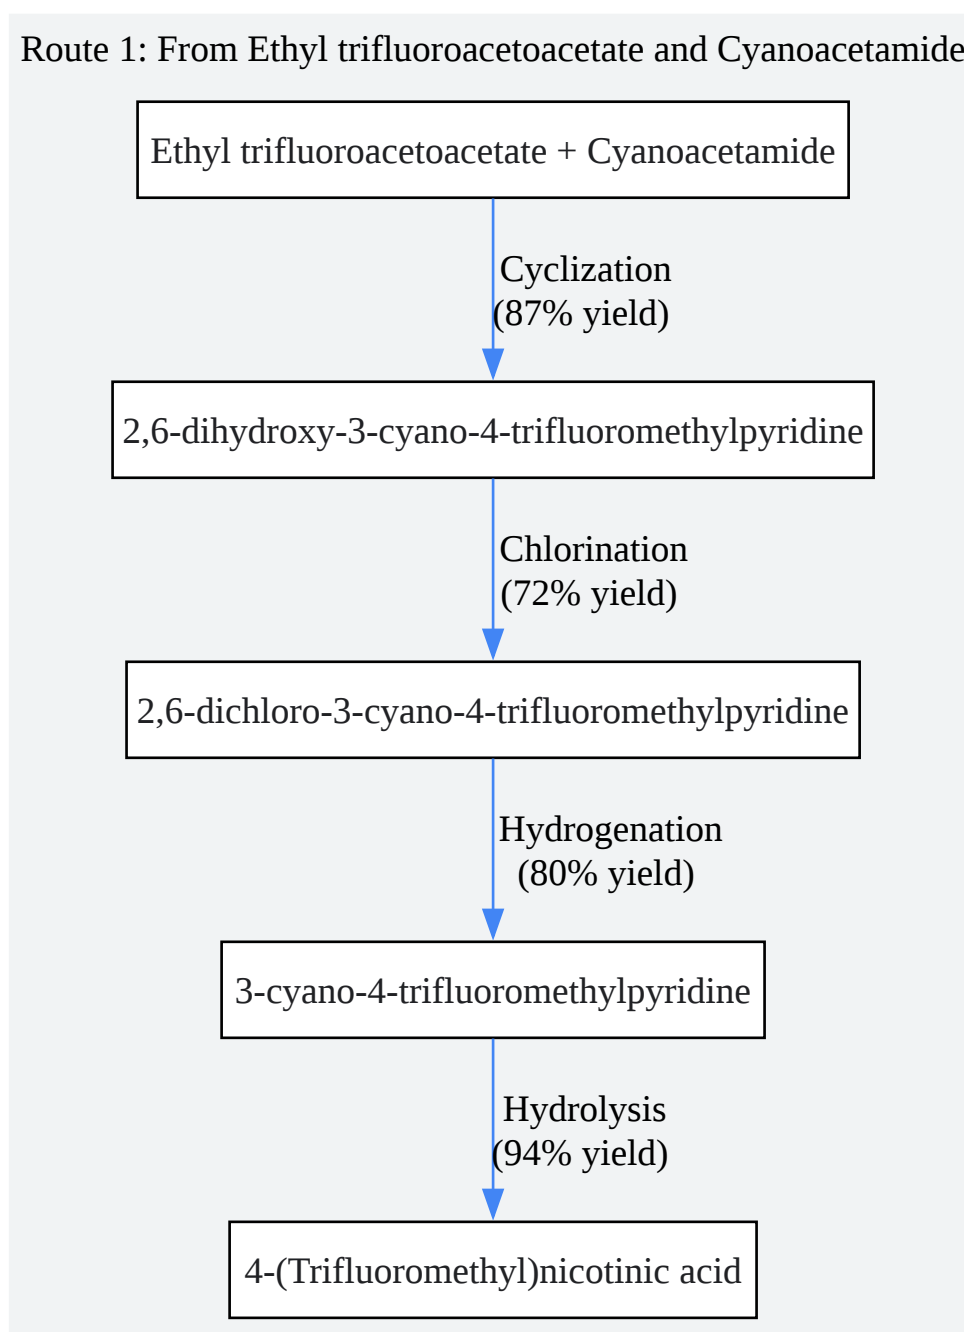 Route 1: From Ethyl trifluoroacetoacetate and Cyanoacetamide
Ethyl trifluoroacetoacetate + Cyanoacetamide
Cyclization
(87% yield)
2,6-dihydroxy-3-cyano-4-trifluoromethylpyridine
Chlorination
(72% yield)
2,6-dichloro-3-cyano-4-trifluoromethylpyridine
Hydrogenation
(80% yield)
3-cyano-4-trifluoromethylpyridine
Hydrolysis
(94% yield)
4-(Trifluoromethyl)nicotinic acid